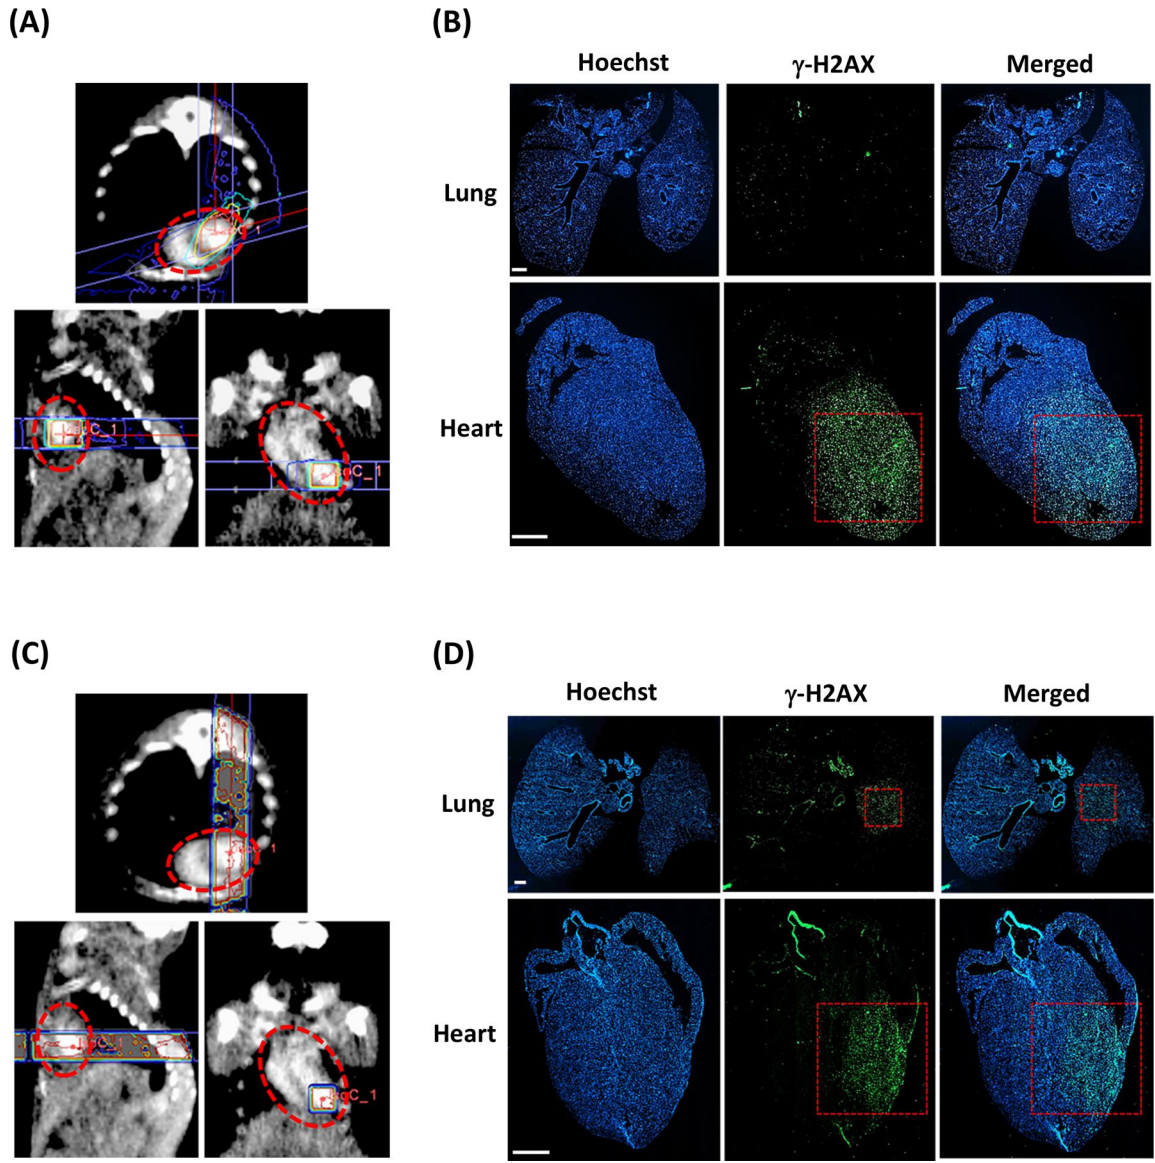 (A)
(B)
Hoechst γ-H2AX Merged
Lung
Heart
(C)
(D)
Hoechst γ-H2AX Merged
Lung
Heart